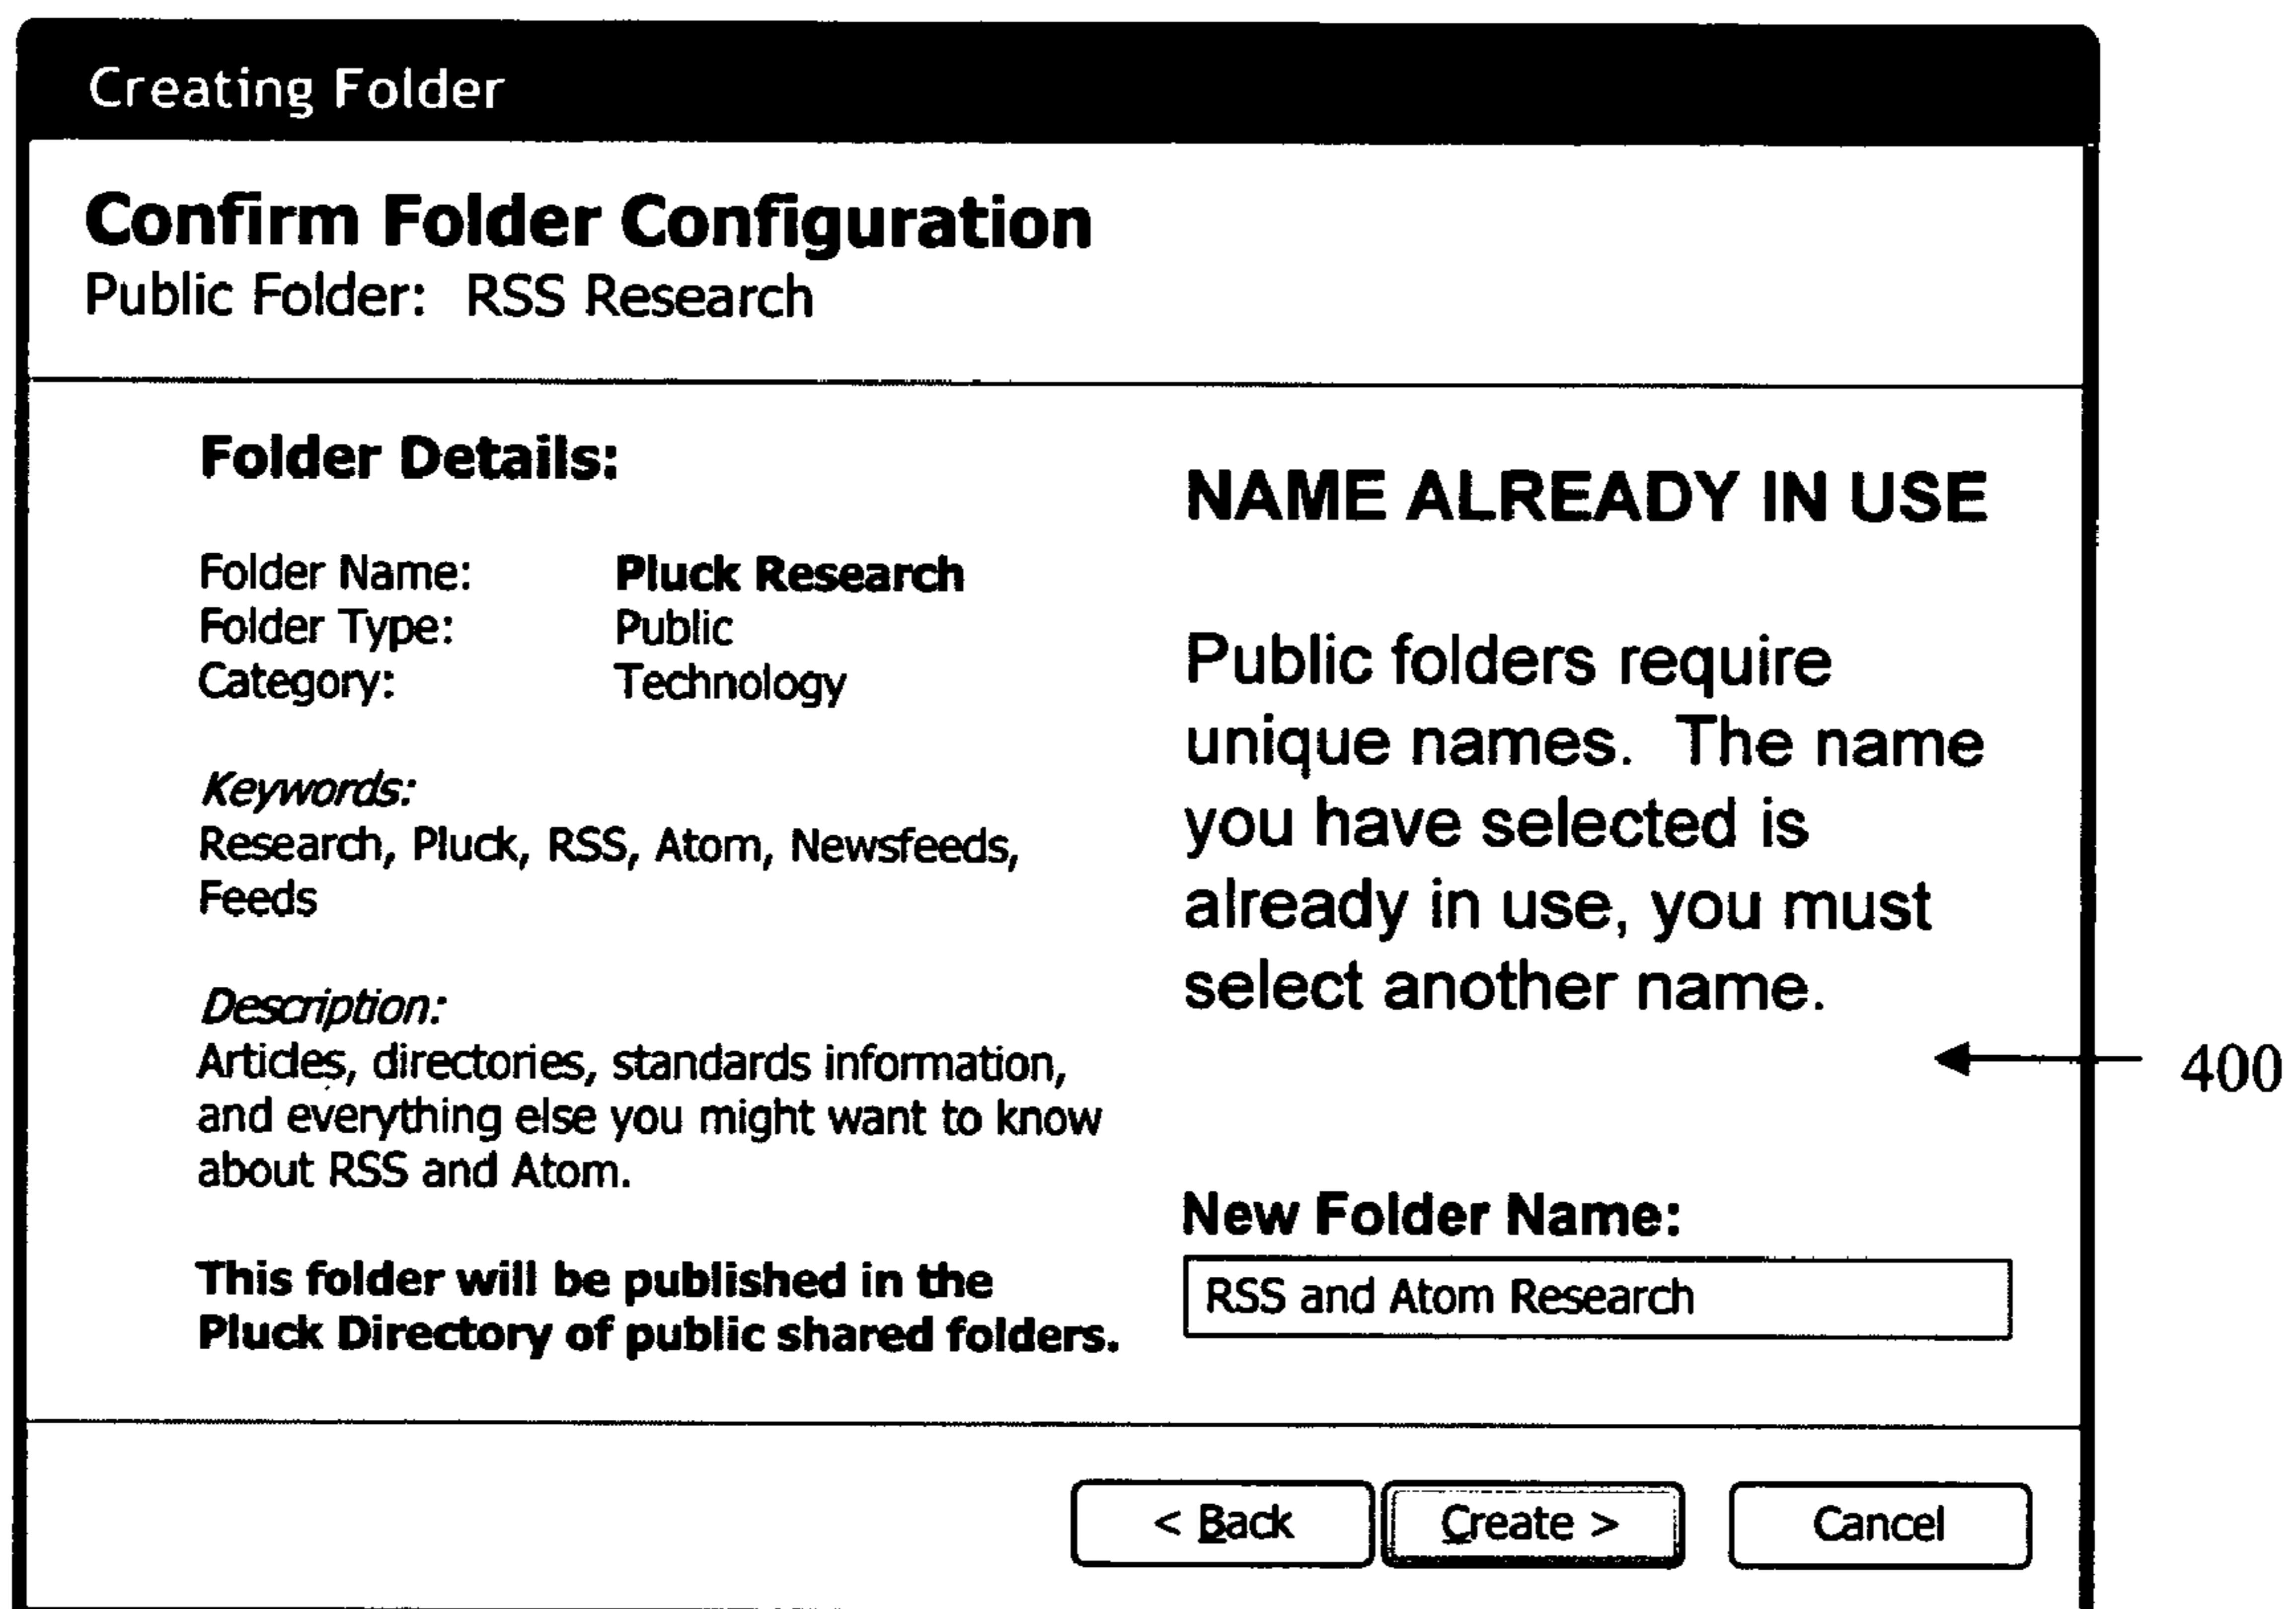 Creating Folder
Confirm Folder Configuration
Public Folder: RSS Research
Folder Details:
Folder Name: Pluck Research
Folder Type: Public
Category: Technology
Keywords:
Research, Pluck, RSS, Atom, Newsfeeds,
Feeds
Description:
Articles, directories, standards information,
and everything else you might want to know
about RSS and Atom.
This folder will be published in the
Pluck Directory of public shared folders.
NAME ALREADY IN USE
Public folders require
unique names. The name
you have selected is
already in use, you must
select another name.
400
New Folder Name:
RSS and Atom Research
< Back
Create >
Cancel